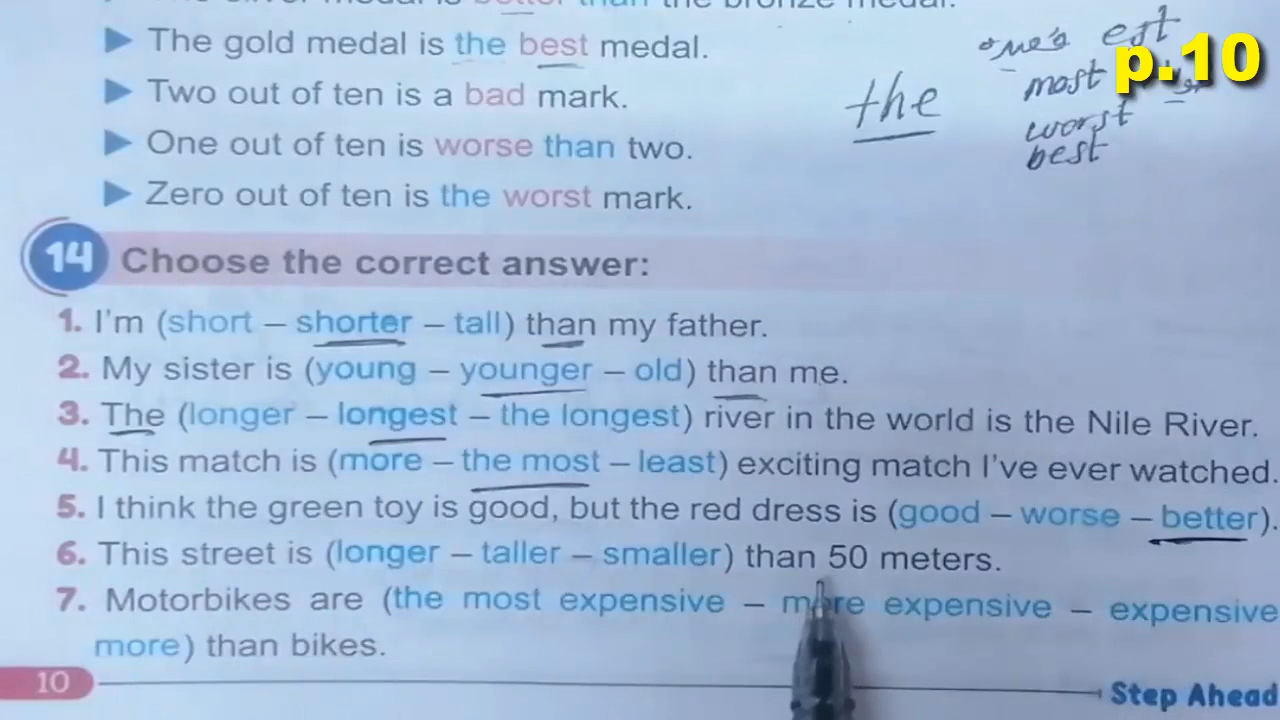 better than the bronze medal.
▶ The gold medal is the best medal.
▶ Two out of ten is a bad mark.
▶ One out of ten is worse than two.
▶ Zero out of ten is the worst mark.
the
est
most
worst
best
p.10
14 Choose the correct answer:
1. I'm (short – shorter – tall) than my father.
2. My sister is (young – younger – old) than me.
3. The (longer – longest – the longest) river in the world is the Nile River.
4. This match is (more – the most – least) exciting match I've ever watched.
5. I think the green toy is good, but the red dress is (good – worse – better).
6. This street is (longer – taller – smaller) than 50 meters.
7. Motorbikes are (the most expensive – more expensive – expensive
more) than bikes.
10
Step Ahead